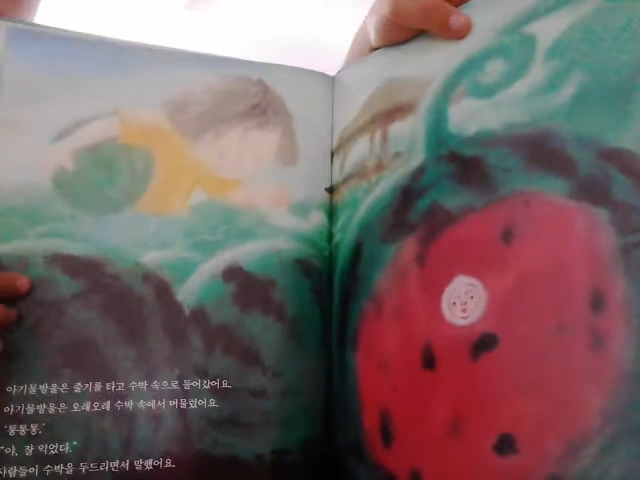 아기물방울은 줄기를 타고 수박 속으로 들어갔어요.
아기물방울은 오래오래 수박 속에서 머물렀어요.
'통통통.'
"야, 잘 익었다."
사람들이 수박을 두드리면서 말했어요.